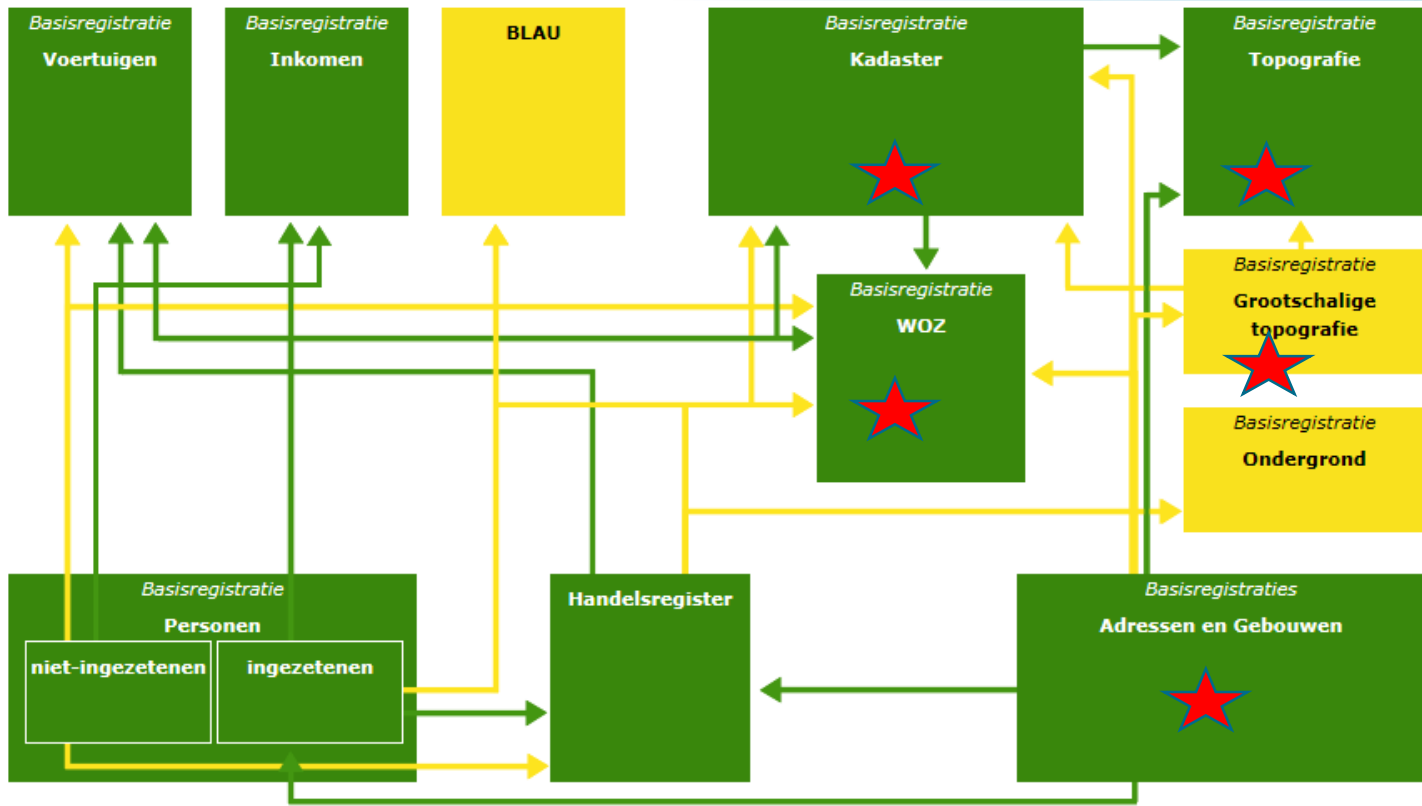 Basisregistratie
Voertuigen
Basisregistratie
Inkomen
BLAU
Basisregistratie
Kadaster
Basisregistratie
Topografie
Basisregistratie
WOZ
Basisregistratie
Grootschalige
topografie
Basisregistratie
Ondergrond
Basisregistratie
Personen
niet-ingezetenen
ingezetenen
Handelsregister
Basisregistraties
Adressen en Gebouwen